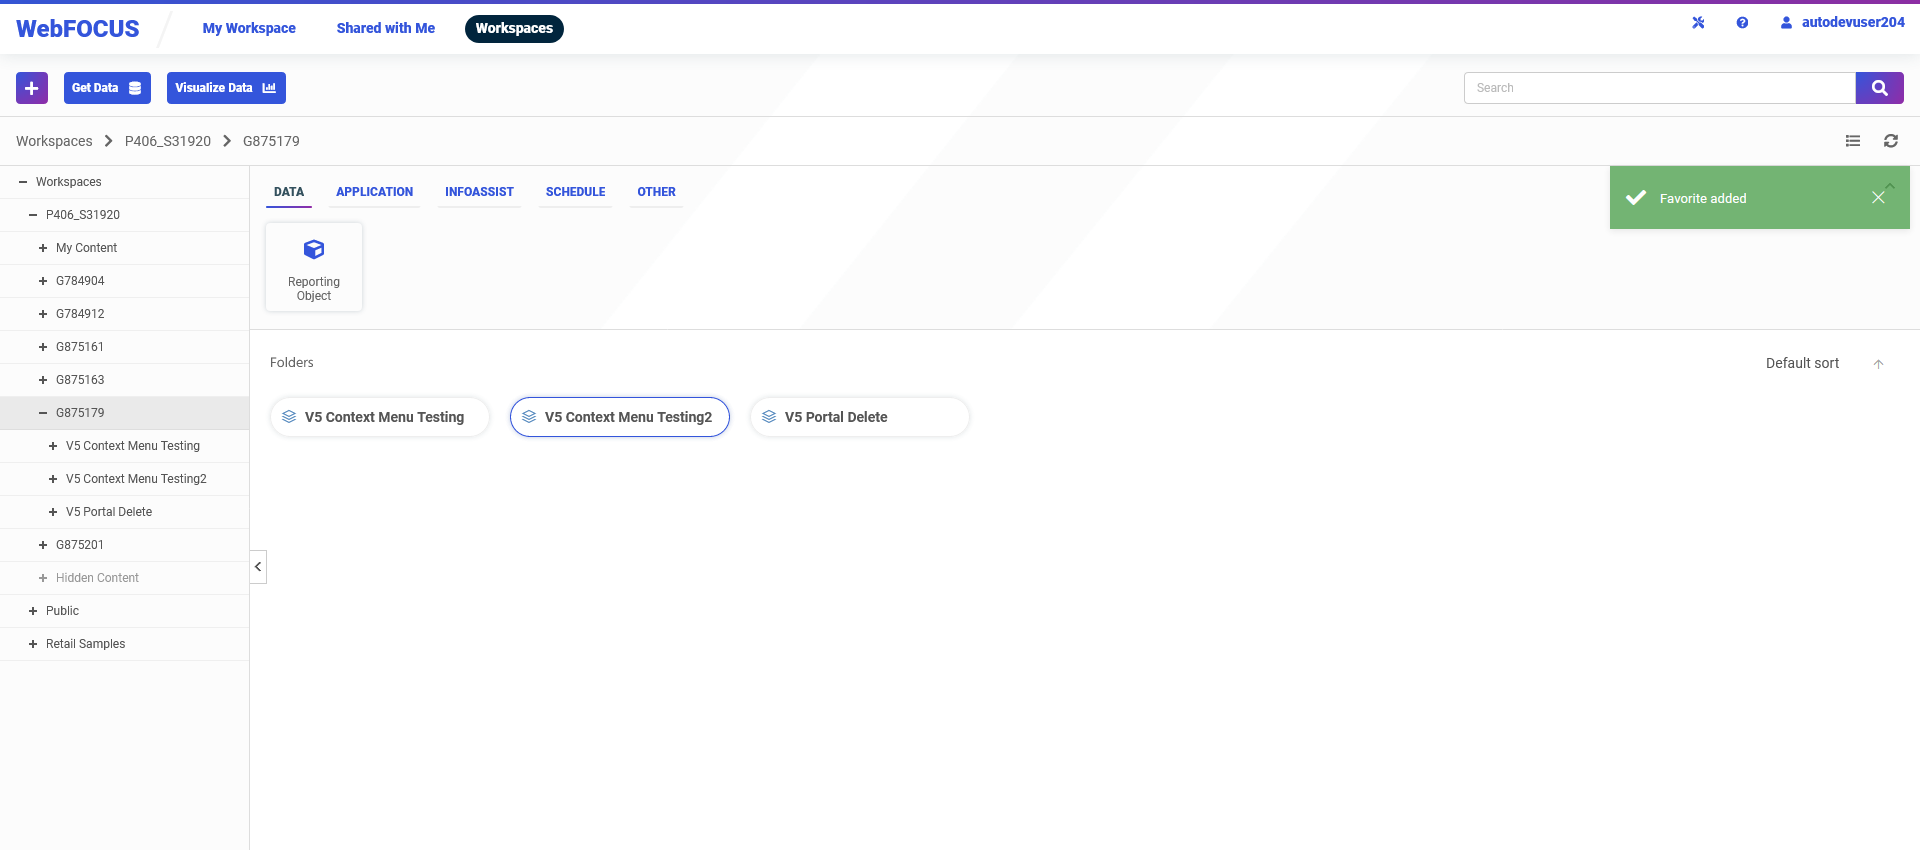 WebFOCUS
My Workspace
Shared with Me
Workspaces
autodevuser204
Get Data
Visualize Data
Search
Workspaces
P406_S31920
G875179
Workspaces
P406_S31920
My Content
G784904
G784912
G875161
G875163
G875179
V5 Context Menu Testing
V5 Context Menu Testing2
V5 Portal Delete
G875201
Hidden Content
Public
Retail Samples
DATA
APPLICATION
INFOASSIST
SCHEDULE
OTHER
Reporting
Object
Favorite added
Folders
Default sort
V5 Context Menu Testing
V5 Context Menu Testing2
V5 Portal Delete